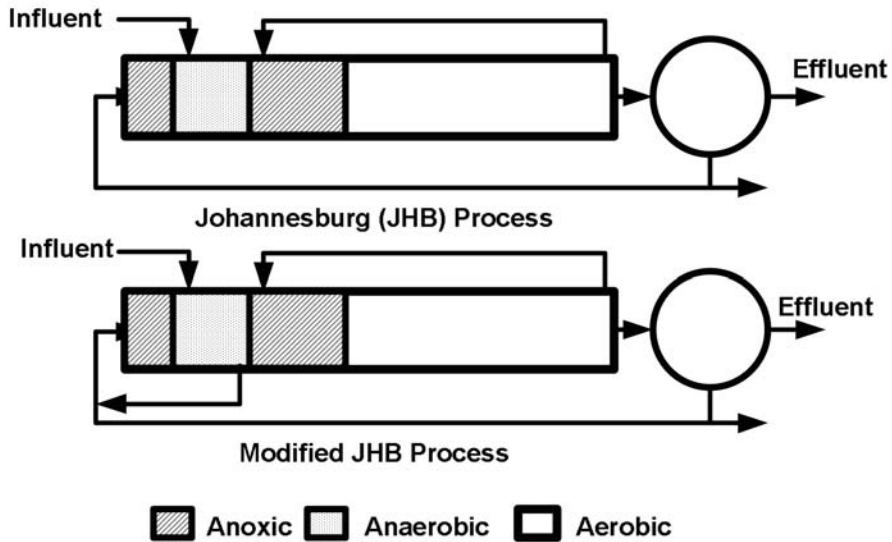 Influent
Effluent
Johannesburg (JHB) Process
Influent
Effluent
Modified JHB Process
Anoxic Anaerobic Aerobic